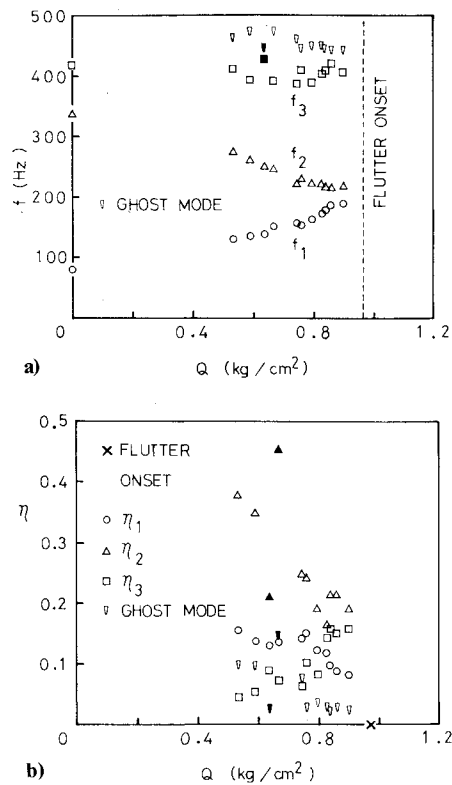 500
400
300
200
100
0
f (Hz)
f3
f2
f1
GHOST MODE
FLUTTER ONSET
0 0.4 0.8 1.2
a) Q (kg/cm²)
0.5
0.4
0.3
0.2
0.1
0
η
× FLUTTER
ONSET
η1
η2
η3
GHOST MODE
0 0.4 0.8 1.2
b) Q (kg/cm²)